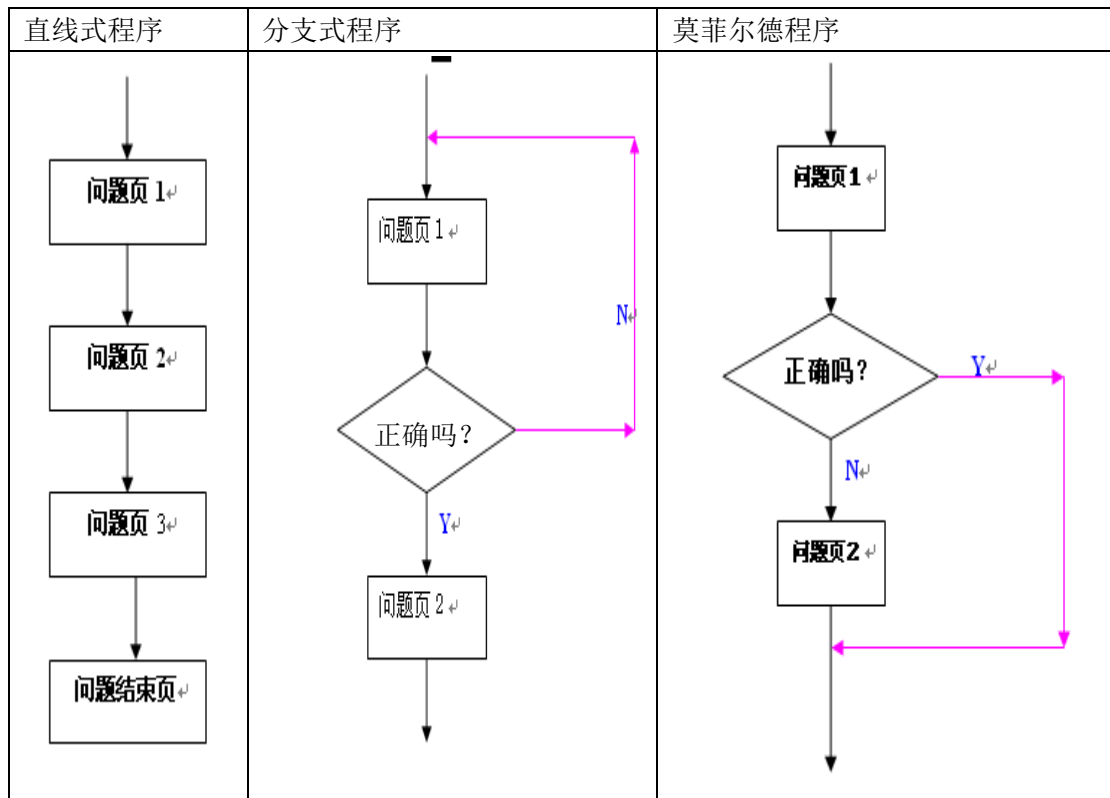 直线式程序
分支式程序
莫菲尔德程序
问题页 1↵
问题页 2↵
问题页 3↵
问题结束页↵
问题页 1↵
N↵
正确吗？
Y↵
问题页 2↵
问题页1↵
正确吗？
Y↵
N↵
问题页2↵